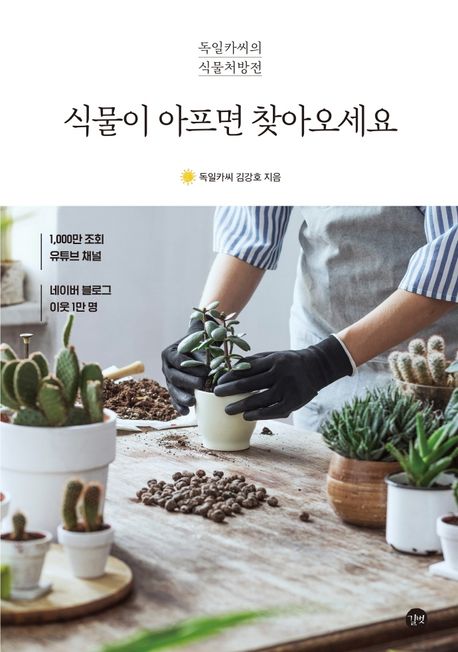 독일카씨의
식물처방전
식물이 아프면 찾아오세요
독일카씨 김강호 지음
1,000만 조회
유튜브 채널
네이버 블로그
이웃 1만 명
길벗